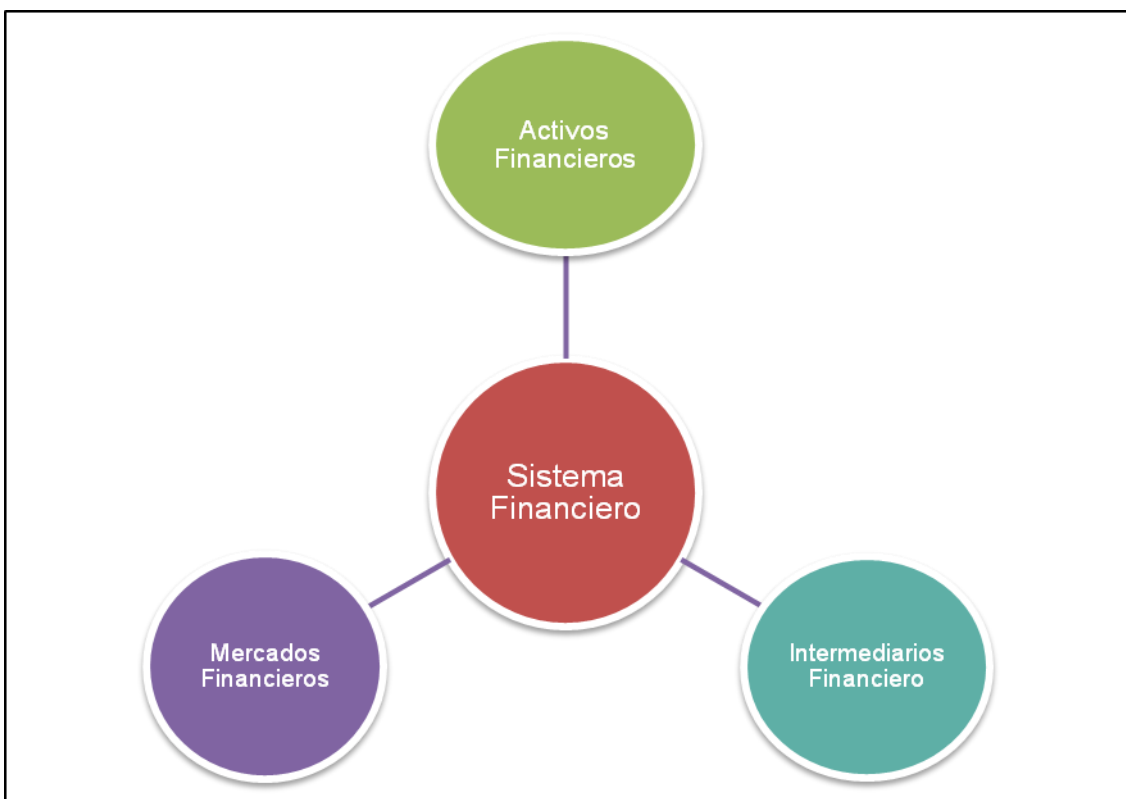 Activos
Financieros
Sistema
Financiero
Mercados
Financieros
Intermediarios
Financiero